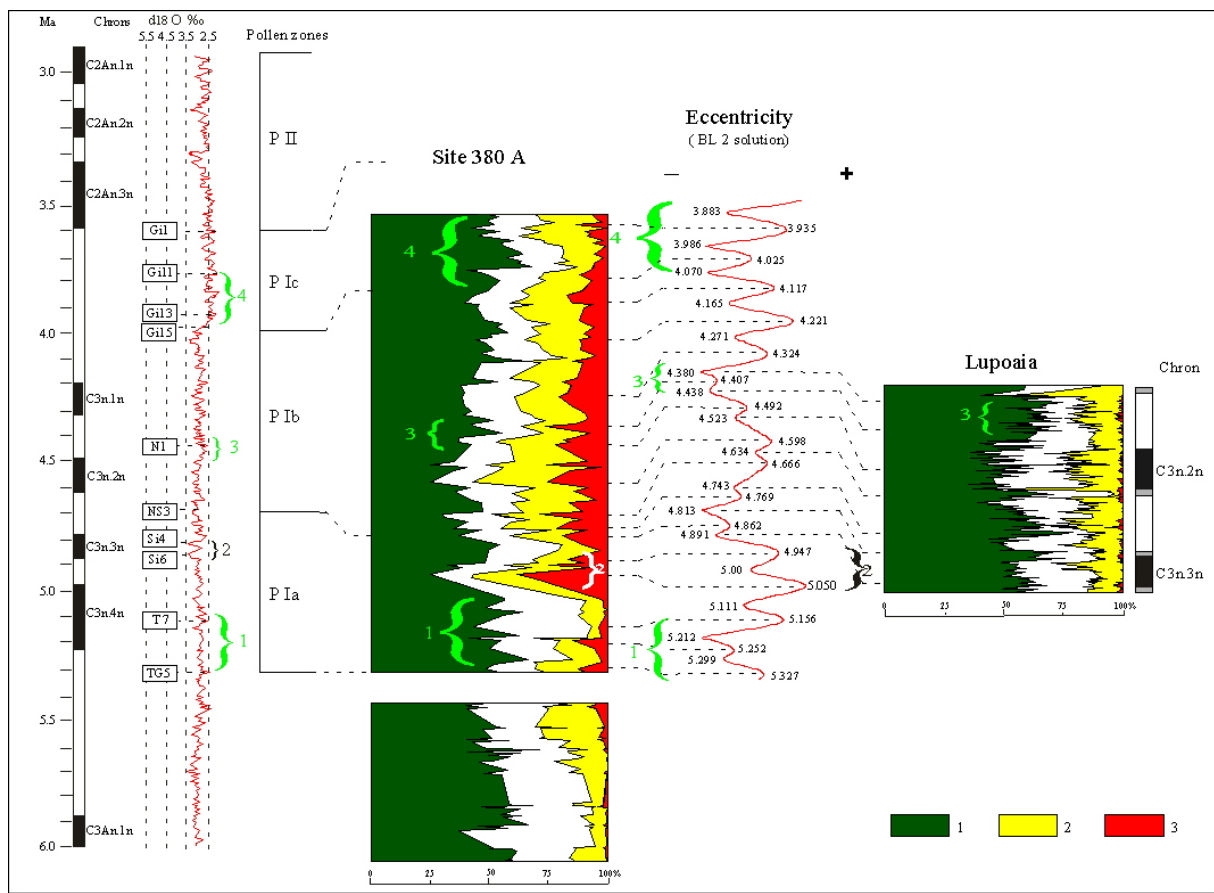 Ma Chrons d18 O ‰
5.5 4.5 3.5 2.5
Pollen zones
3.0
3.5
4.0
4.5
5.0
5.5
6.0
C2An.1n
C2An.2n
C2An.3n
C3n.1n
C3n.2n
C3n.3n
C3n.4n
C3An.1n
Gi1
Gi11
Gi13
Gi15
N1
NS3
Si4
Si6
T7
TG5
4
3
2
1
P II
P Ic
P Ib
P Ia
Site 380 A
4
3
2
1
0 25 50 75 100%
Eccentricity
( BL 2 solution)
– +
4
3
2
1
3.883
3.935
3.986
4.025
4.070
4.117
4.165
4.221
4.271
4.324
4.380
4.407
4.438
4.492
4.523
4.598
4.634
4.666
4.743
4.769
4.813
4.862
4.891
4.947
5.00
5.050
5.111
5.156
5.212
5.252
5.299
5.327
Lupoaia
Chron
3
C3n.2n
C3n.3n
0 25 50 75 100%
1 2 3